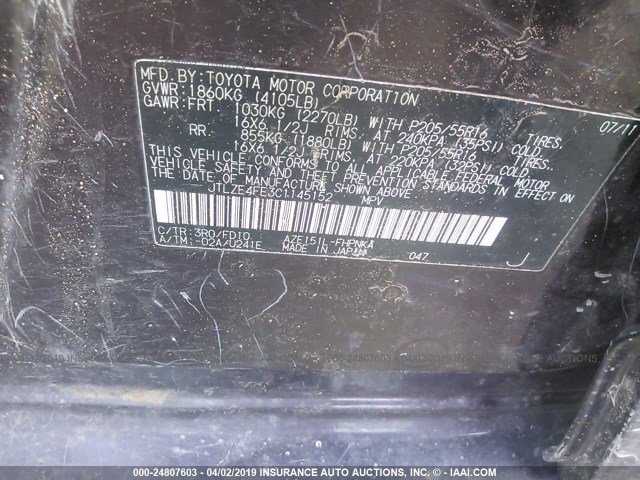 MFD. BY: TOYOTA MOTOR CORPORATION 07/11
GVWR: 1860KG (4105LB)
GAWR: FRT 1030KG (2270LB) WITH P205/55R16 TIRES,
16X6 1/2J RIMS, AT 240KPA (35PSI) COLD.
RR: 855KG (1880LB) WITH P205/55R16 TIRES,
16X6 1/2J RIMS, AT 220KPA COLD.
THIS VEHICLE CONFORMS TO ALL APPLICABLE FEDERAL MOTOR
VEHICLE SAFETY AND THEFT PREVENTION STANDARDS IN EFFECT ON
THE DATE OF MANUFACTURE SHOWN ABOVE.
JTLZE4FE3C1145152 MPV
C/TR: 3R0/FD10 AZE151L-FHPNKA
A/TM: -02A/U241E MADE IN JAPAN 047 J
000-24807603 - 04/02/2019 - INSURANCE AUTO AUCTIONS, INC. - © - IAAI.COM